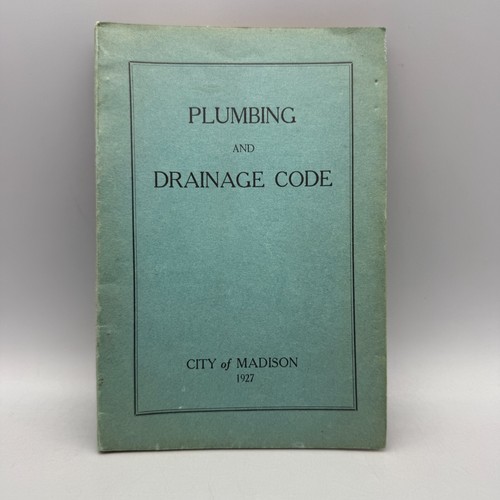 PLUMBING
AND
DRAINAGE CODE
CITY of MADISON
1927